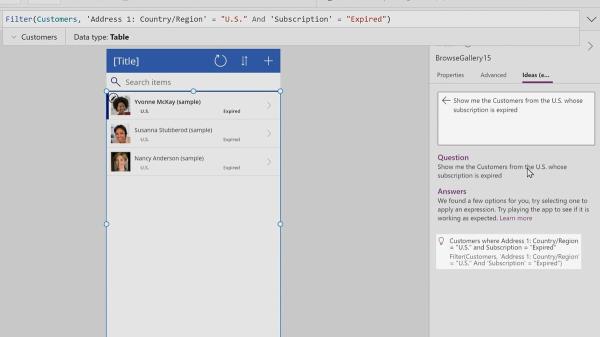 Filter(Customers, 'Address 1: Country/Region' = "U.S." And 'Subscription' = "Expired")
Customers
Data type: Table
[Title]
Search items
Yvonne McKay (sample)
U.S. Expired
Susanna Stubberod (sample)
U.S. Expired
Nancy Anderson (sample)
U.S. Expired
BrowseGallery15
Properties Advanced Ideas (e...
Show me the Customers from the U.S. whose
subscription is expired
Question
Show me the Customers from the U.S. whose
subscription is expired
Answers
We found a few options for you, try selecting one to
apply an expression. Try playing the app to see if it is
working as expected. Learn more
Customers where Address 1: Country/Region
= "U.S." and Subscription = "Expired"
Filter(Customers, 'Address 1: Country/Region'
= "U.S." And 'Subscription' = "Expired")